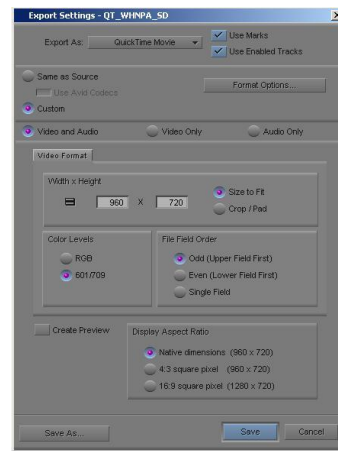 Export Settings - QT_WHNPA_SD
Export As: QuickTime Movie
Use Marks
Use Enabled Tracks
Same as Source
Use Avid Codecs
Format Options...
Custom
Video and Audio Video Only Audio Only
Video Format
Width x Height
960 X 720
Size to Fit
Crop / Pad
Color Levels
RGB
601/709
File Field Order
Odd (Upper Field First)
Even (Lower Field First)
Single Field
Create Preview
Display Aspect Ratio
Native dimensions (960 x 720)
4:3 square pixel (960 x 720)
16:9 square pixel (1280 x 720)
Save As... Save Cancel